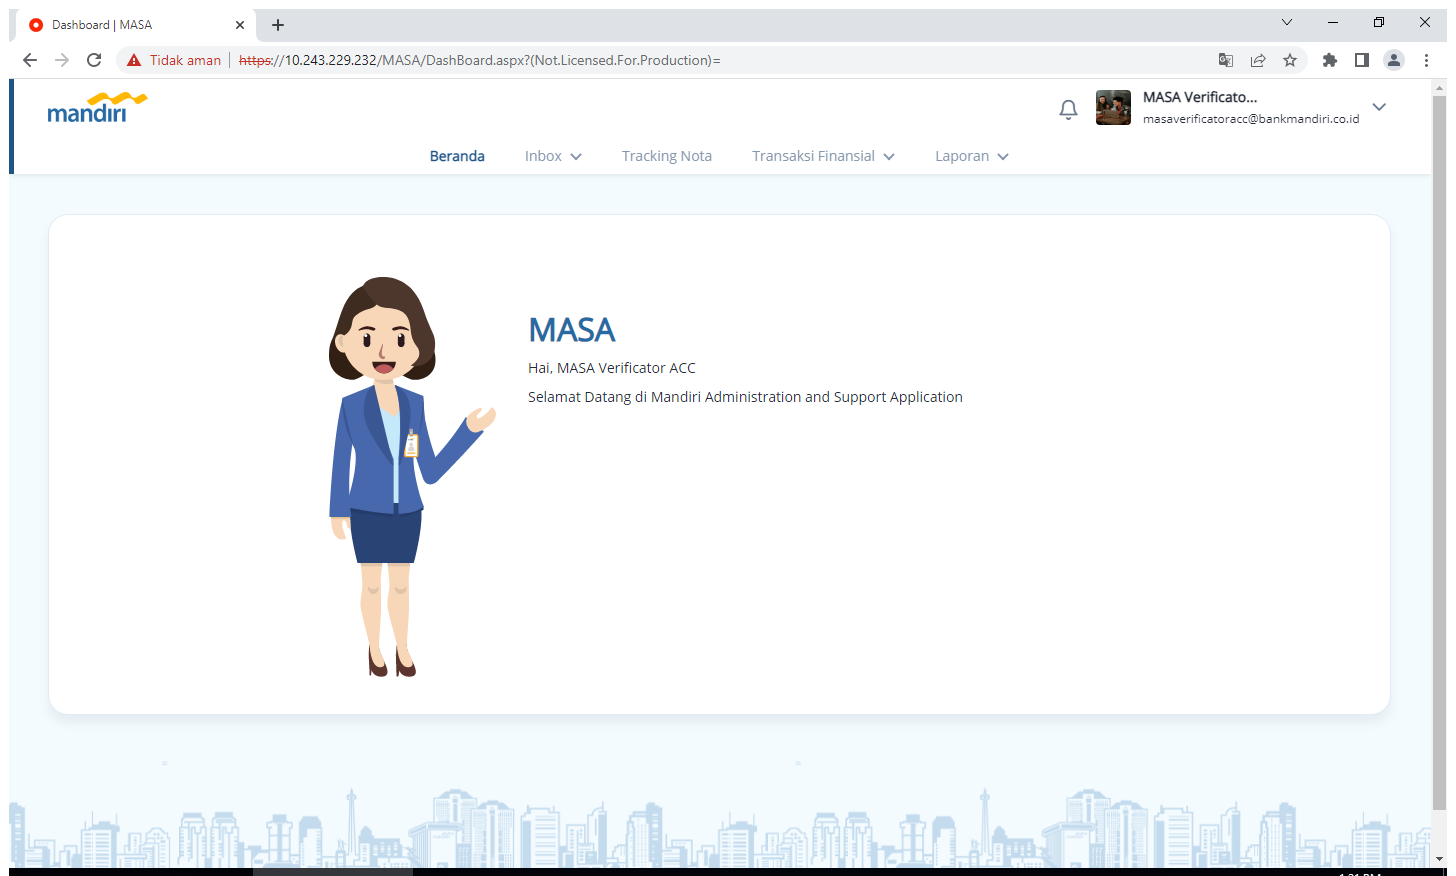 Dashboard | MASA
Tidak aman
https://10.243.229.232/MASA/DashBoard.aspx?(Not.Licensed.For.Production)=
mandiri
MASA Verificato...
masaverificatoracc@bankmandiri.co.id
Beranda
Inbox
Tracking Nota
Transaksi Finansial
Laporan
MASA
Hai, MASA Verificator ACC
Selamat Datang di Mandiri Administration and Support Application